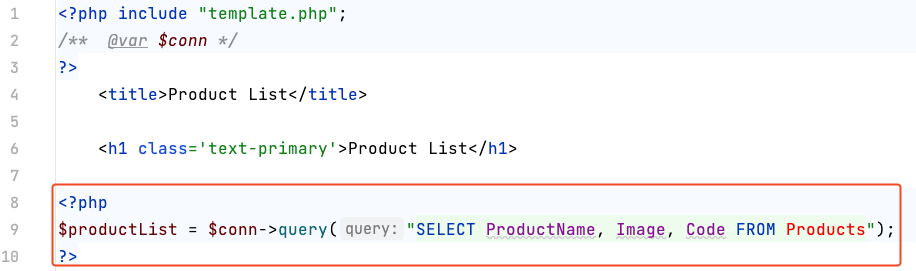 1 <?php include "template.php";
2 /** @var $conn */
3 ?>
4 <title>Product List</title>
5
6 <h1 class='text-primary'>Product List</h1>
7
8 <?php
9 $productList = $conn->query( query: "SELECT ProductName, Image, Code FROM Products");
10 ?>